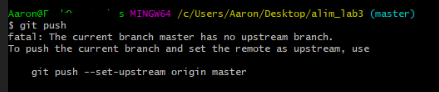 Aaron@ s MINGW64 /c/Users/Aaron/Desktop/alim_lab3 (master)
$ git push
fatal: The current branch master has no upstream branch.
To push the current branch and set the remote as upstream, use
git push --set-upstream origin master